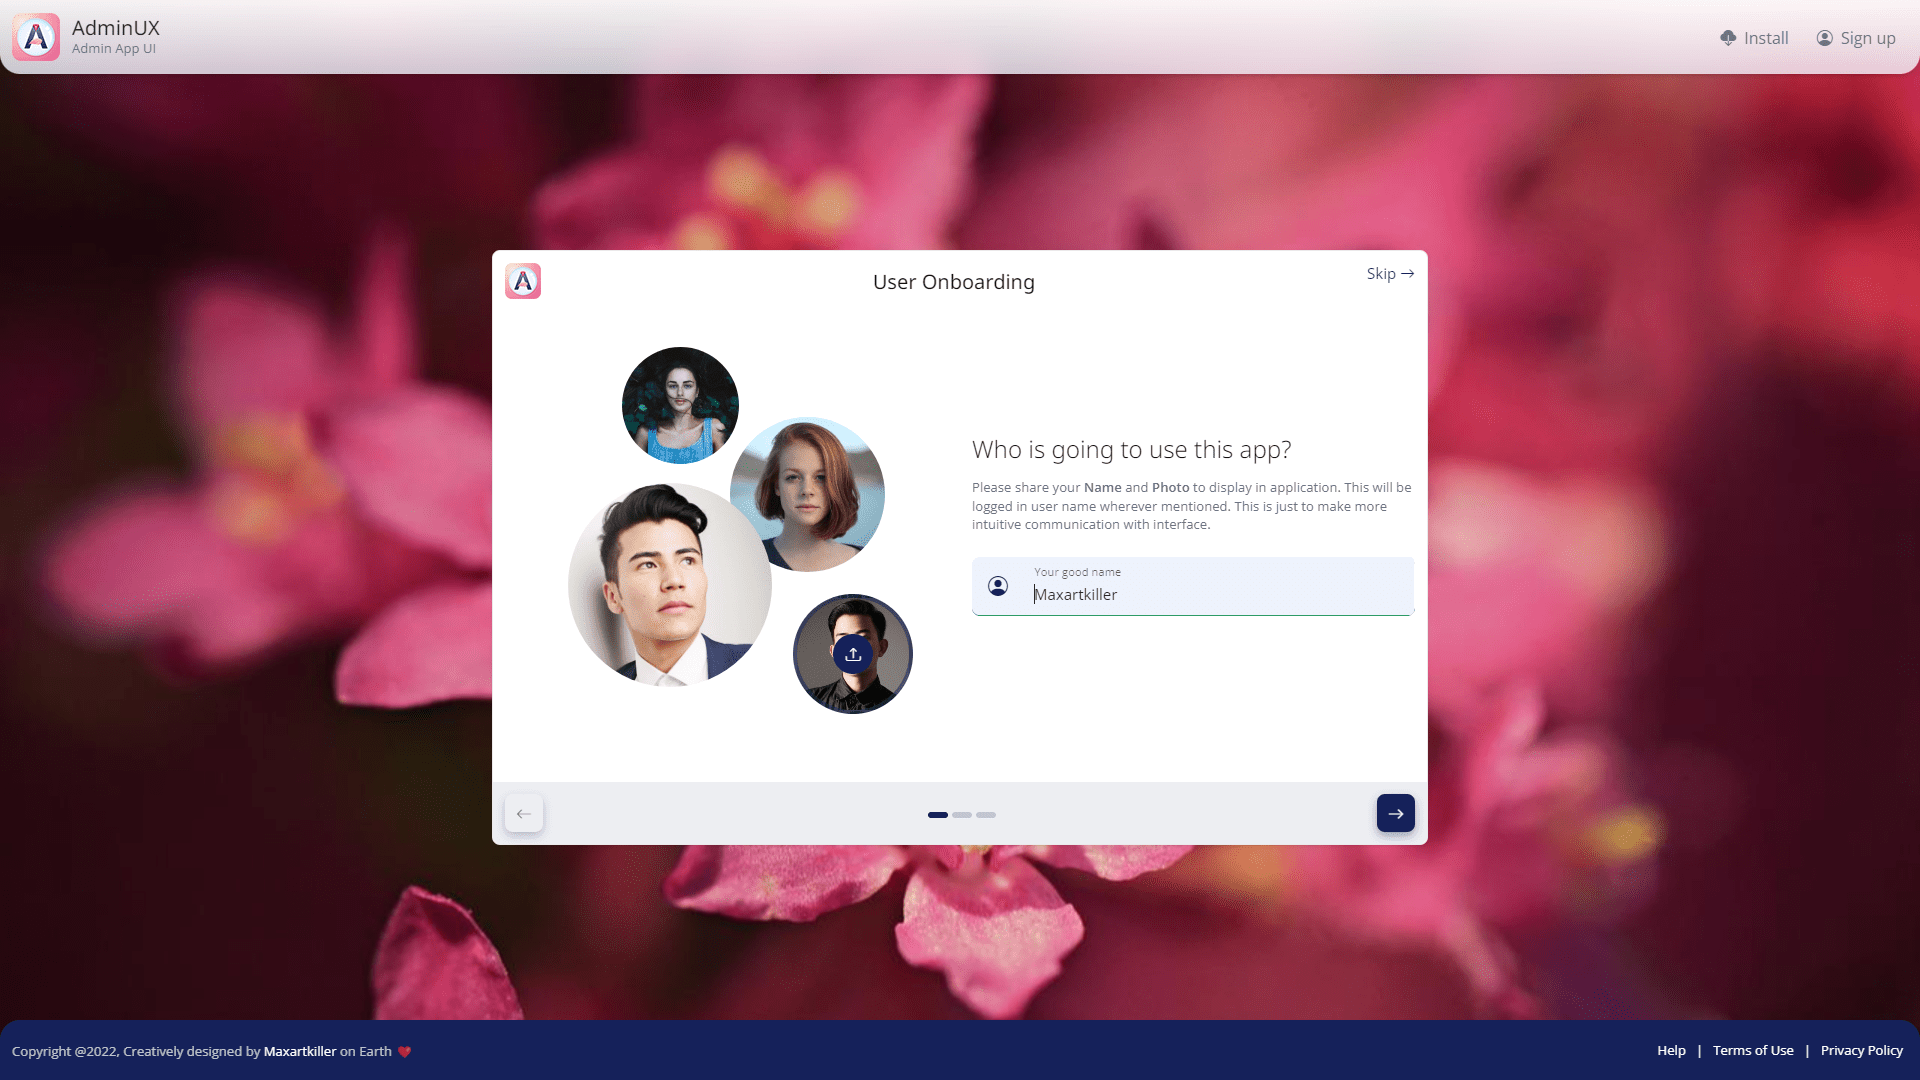 AdminUX
Admin App UI
Install
Sign up
User Onboarding
Skip →
Who is going to use this app?
Please share your Name and Photo to display in application. This will be
logged in user name wherever mentioned. This is just to make more
intuitive communication with interface.
Your good name
Maxartkiller
Copyright @2022, Creatively designed by Maxartkiller on Earth ❤️
Help | Terms of Use | Privacy Policy